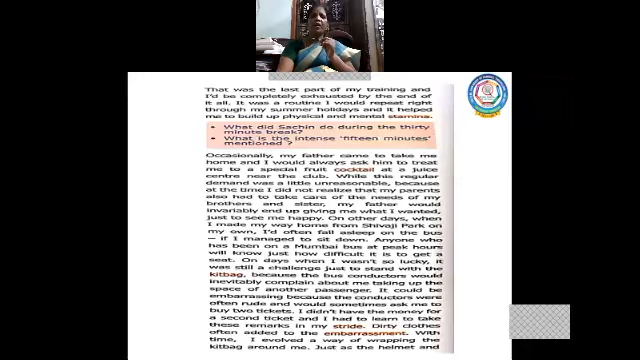 That was the last part of my training and
I'd be completely exhausted by the end of
it all. It was a routine I would repeat right
through my summer holidays and it helped
me to build up physical and mental stamina.
• What did Sachin do during the thirty
minute break?
• What is the intense 'fifteen minutes'
mentioned ?
Occasionally, my father came to take me
home and I would always ask him to treat
me to a special fruit cocktail at a juice
centre near the club. While this regular
demand was a little unreasonable, because
at the time I did not realize that my parents
also had to take care of the needs of my
brothers and sister, my father would
invariably end up giving me what I wanted,
just to see me happy. On other days, when
I made my way home from Shivaji Park on
my own, I'd often fall asleep on the bus
— if I managed to sit down. Anyone who
has been on a Mumbai bus at peak hours
will know just how difficult it is to get a
seat. On days when I wasn't so lucky, it
was still a challenge just to stand with the
kitbag, because the bus conductors would
inevitably complain about me taking up the
space of another passenger. It could be
embarrassing because the conductors were
often rude and would sometimes ask me to
buy two tickets. I didn't have the money for
a second ticket and I had to learn to take
these remarks in my stride. Dirty clothes
often added to the embarrassment. With
time, I evolved a way of wrapping the
kitbag around me. Just as the helmet and